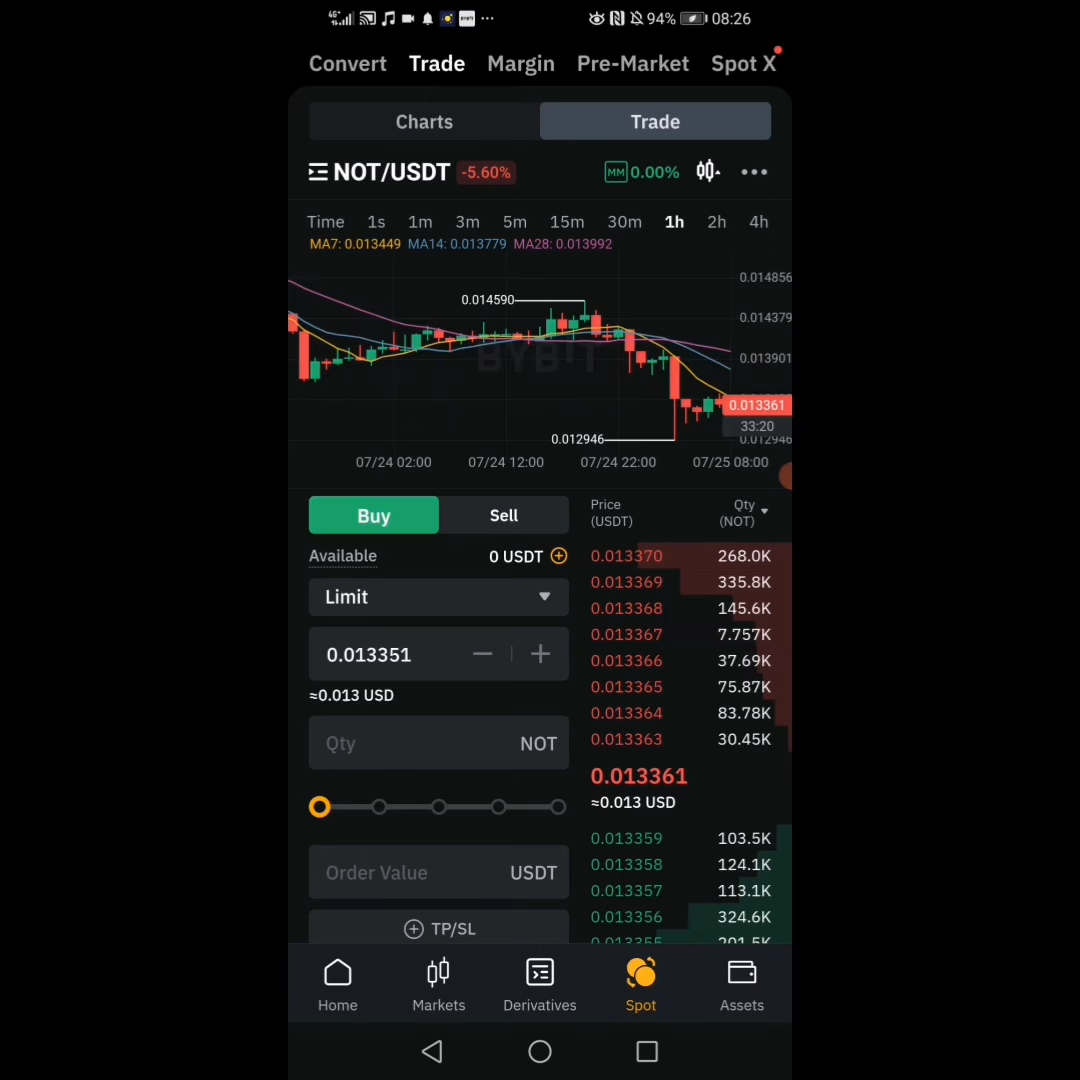 4G 94% 08:26
Convert Trade Margin Pre-Market Spot X
Charts Trade
NOT/USDT -5.60% MM 0.00%
Time 1s 1m 3m 5m 15m 30m 1h 2h 4h
MA7: 0.013449 MA14: 0.013779 MA28: 0.013992
0.014856
0.014590
0.014379
BYBIT
0.013901
0.013361
33:20
0.012946
0.012946
07/24 02:00 07/24 12:00 07/24 22:00 07/25 08:00
Buy Sell
Available 0 USDT
Limit
0.013351
≈0.013 USD
Qty NOT
Order Value USDT
TP/SL
Price Qty
(USDT) (NOT)
0.013370 268.0K
0.013369 335.8K
0.013368 145.6K
0.013367 7.757K
0.013366 37.69K
0.013365 75.87K
0.013364 83.78K
0.013363 30.45K
0.013361
≈0.013 USD
0.013359 103.5K
0.013358 124.1K
0.013357 113.1K
0.013356 324.6K
0.013355 201.5K
Home Markets Derivatives Spot Assets